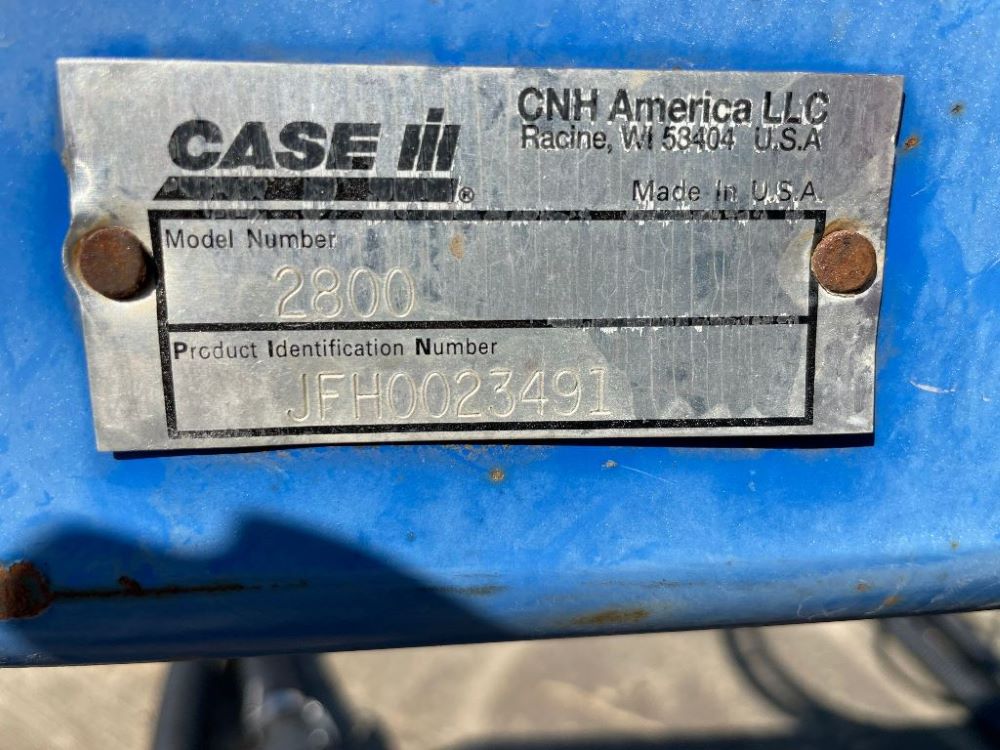 CASE IH
®
CNH America LLC
Racine, WI 53404 U.S.A
Made In U.S.A.
Model Number
2800
Product Identification Number
JFH0023491